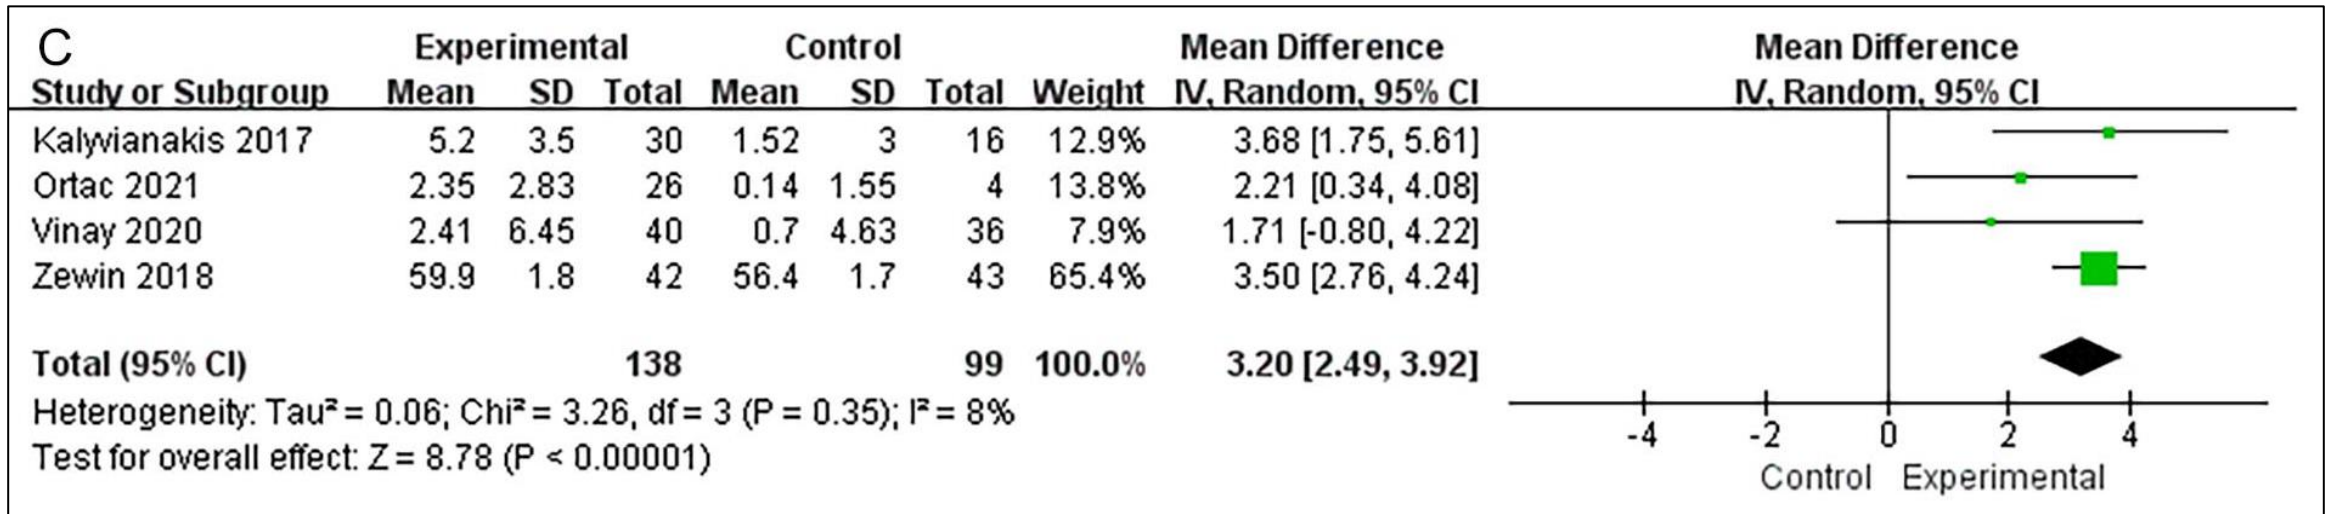 C Experimental Control Mean Difference Mean Difference
Study or Subgroup Mean SD Total Mean SD Total Weight IV, Random, 95% CI IV, Random, 95% CI
Kalyvianakis 2017 5.2 3.5 30 1.52 3 16 12.9% 3.68 [1.75, 5.61]
Ortac 2021 2.35 2.83 26 0.14 1.55 4 13.8% 2.21 [0.34, 4.08]
Vinay 2020 2.41 6.45 40 0.7 4.63 36 7.9% 1.71 [-0.80, 4.22]
Zewin 2018 59.9 1.8 42 56.4 1.7 43 65.4% 3.50 [2.76, 4.24]
Total (95% CI) 138 99 100.0% 3.20 [2.49, 3.92]
Heterogeneity: Tau² = 0.06; Chi² = 3.26, df = 3 (P = 0.35); I² = 8%
Test for overall effect: Z = 8.78 (P < 0.00001)
-4 -2 0 2 4
Control Experimental